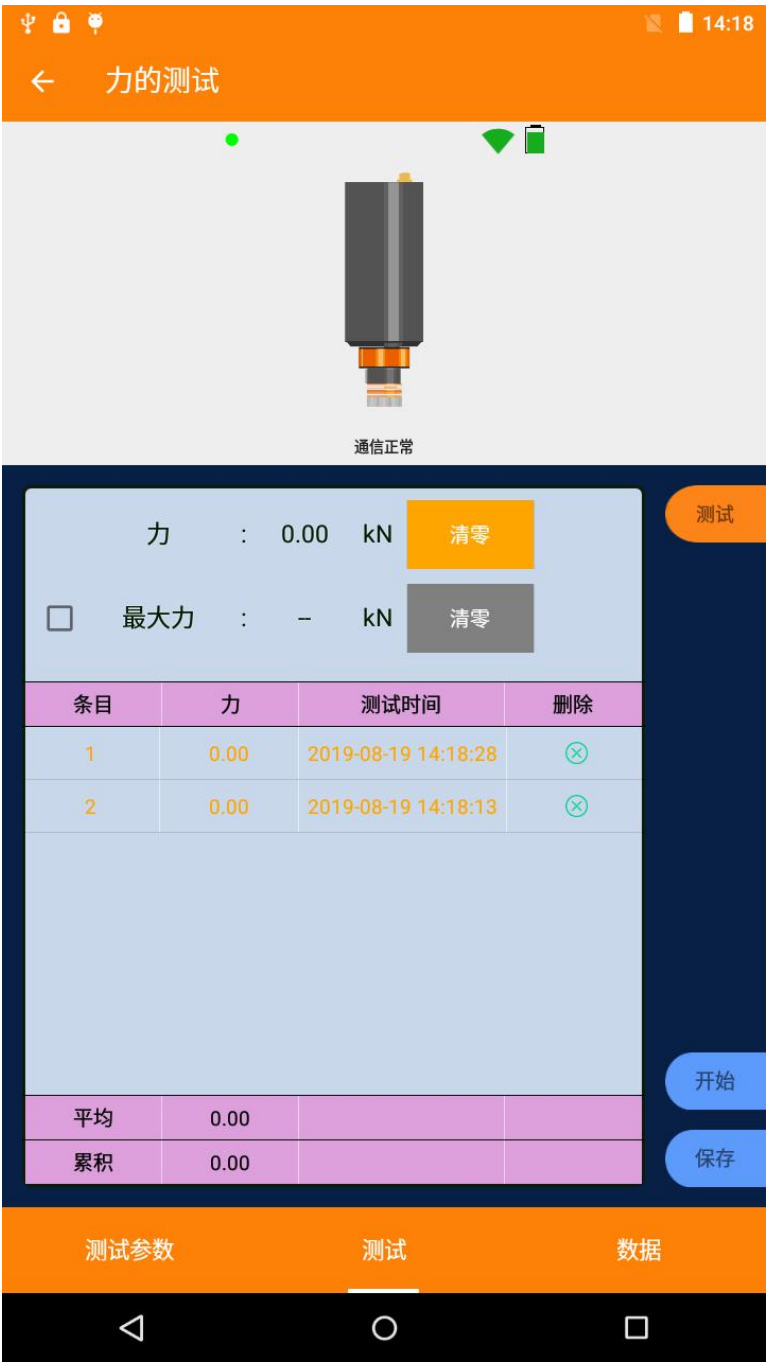 14:18
力的测试
通信正常
力 : 0.00 kN 清零
最大力 : -- kN 清零
测试
条目 力 测试时间 删除
1 0.00 2019-08-19 14:18:28
2 0.00 2019-08-19 14:18:13
开始
平均 0.00
累积 0.00
保存
测试参数 测试 数据